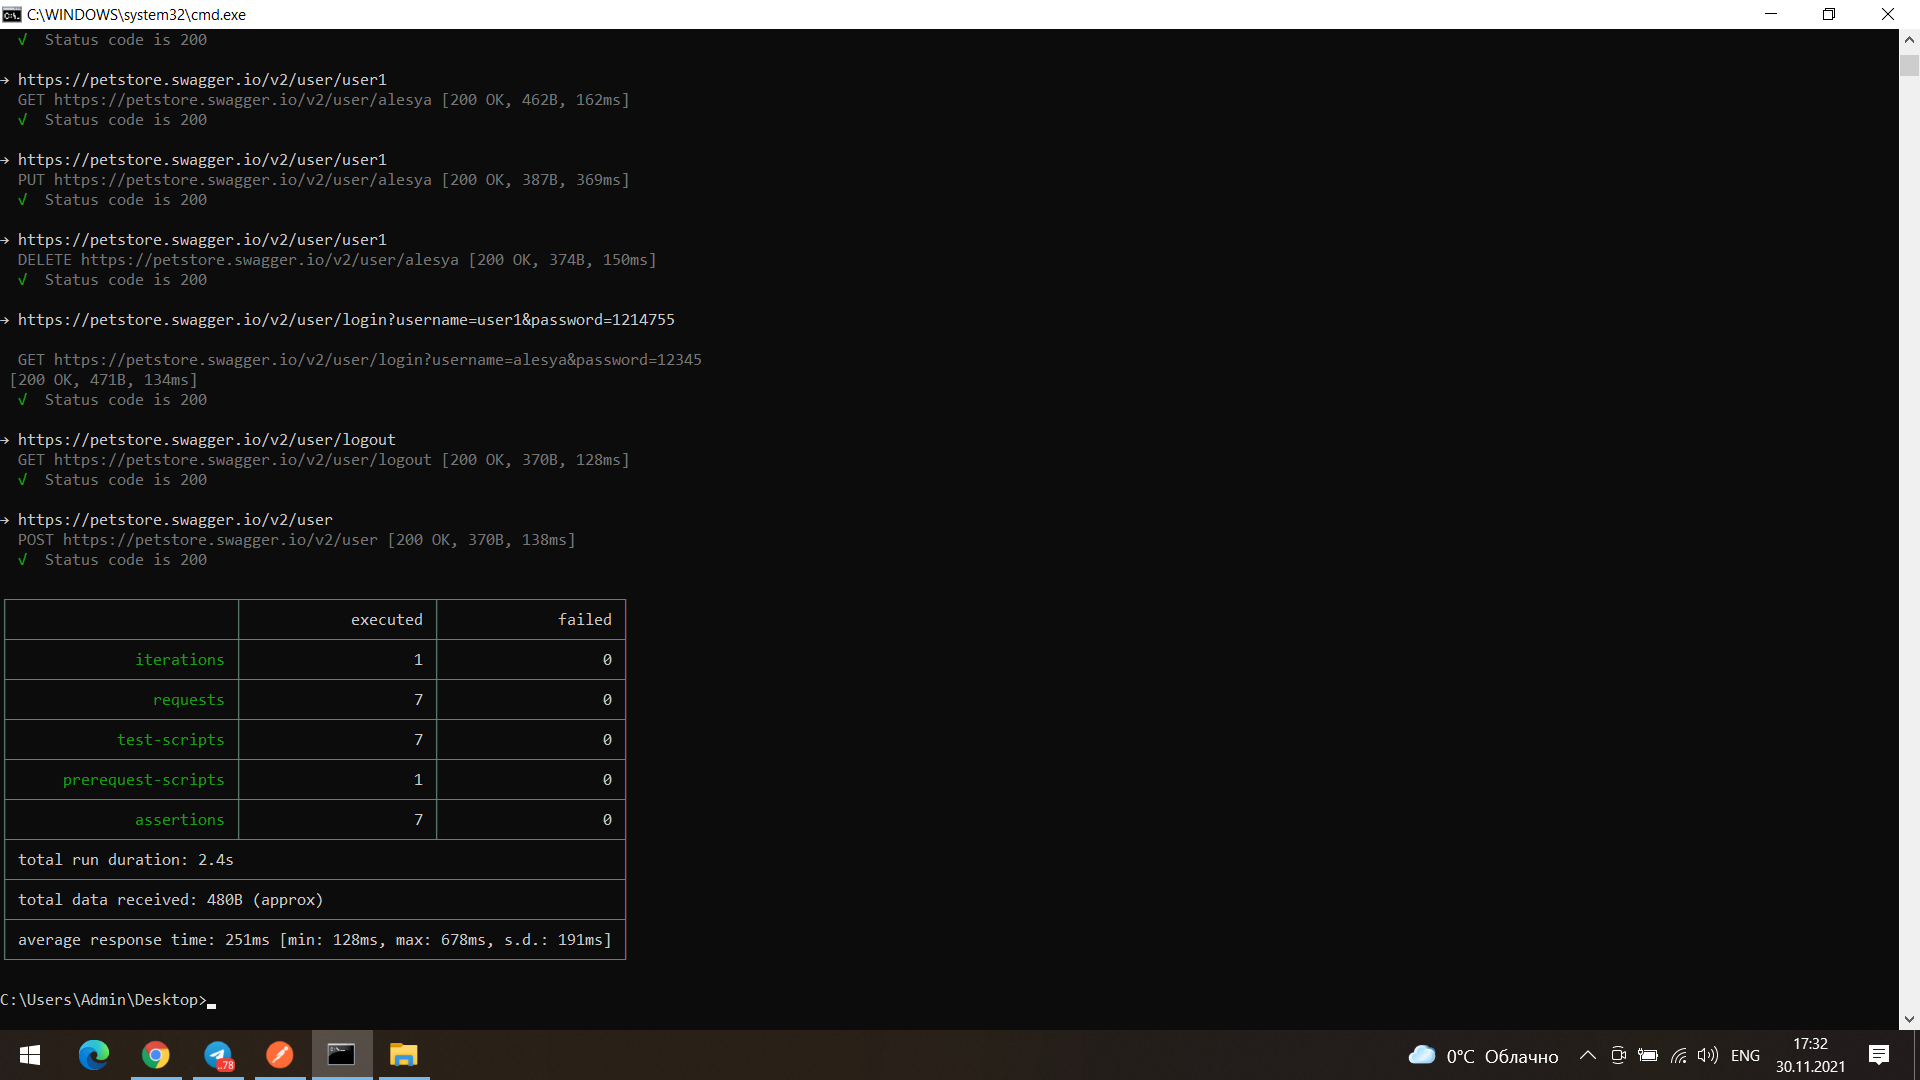 C:\WINDOWS\system32\cmd.exe
√ Status code is 200
→ https://petstore.swagger.io/v2/user/user1
GET https://petstore.swagger.io/v2/user/alesya [200 OK, 462B, 162ms]
√ Status code is 200
→ https://petstore.swagger.io/v2/user/user1
PUT https://petstore.swagger.io/v2/user/alesya [200 OK, 387B, 369ms]
√ Status code is 200
→ https://petstore.swagger.io/v2/user/user1
DELETE https://petstore.swagger.io/v2/user/alesya [200 OK, 374B, 150ms]
√ Status code is 200
→ https://petstore.swagger.io/v2/user/login?username=user1&password=1214755
GET https://petstore.swagger.io/v2/user/login?username=alesya&password=12345
[200 OK, 471B, 134ms]
√ Status code is 200
→ https://petstore.swagger.io/v2/user/logout
GET https://petstore.swagger.io/v2/user/logout [200 OK, 370B, 128ms]
√ Status code is 200
→ https://petstore.swagger.io/v2/user
POST https://petstore.swagger.io/v2/user [200 OK, 370B, 138ms]
√ Status code is 200
executed failed
iterations 1 0
requests 7 0
test-scripts 7 0
prerequest-scripts 1 0
assertions 7 0
total run duration: 2.4s
total data received: 480B (approx)
average response time: 251ms [min: 128ms, max: 678ms, s.d.: 191ms]
C:\Users\Admin\Desktop>
..78
0°C Облачно
ENG
17:32
30.11.2021